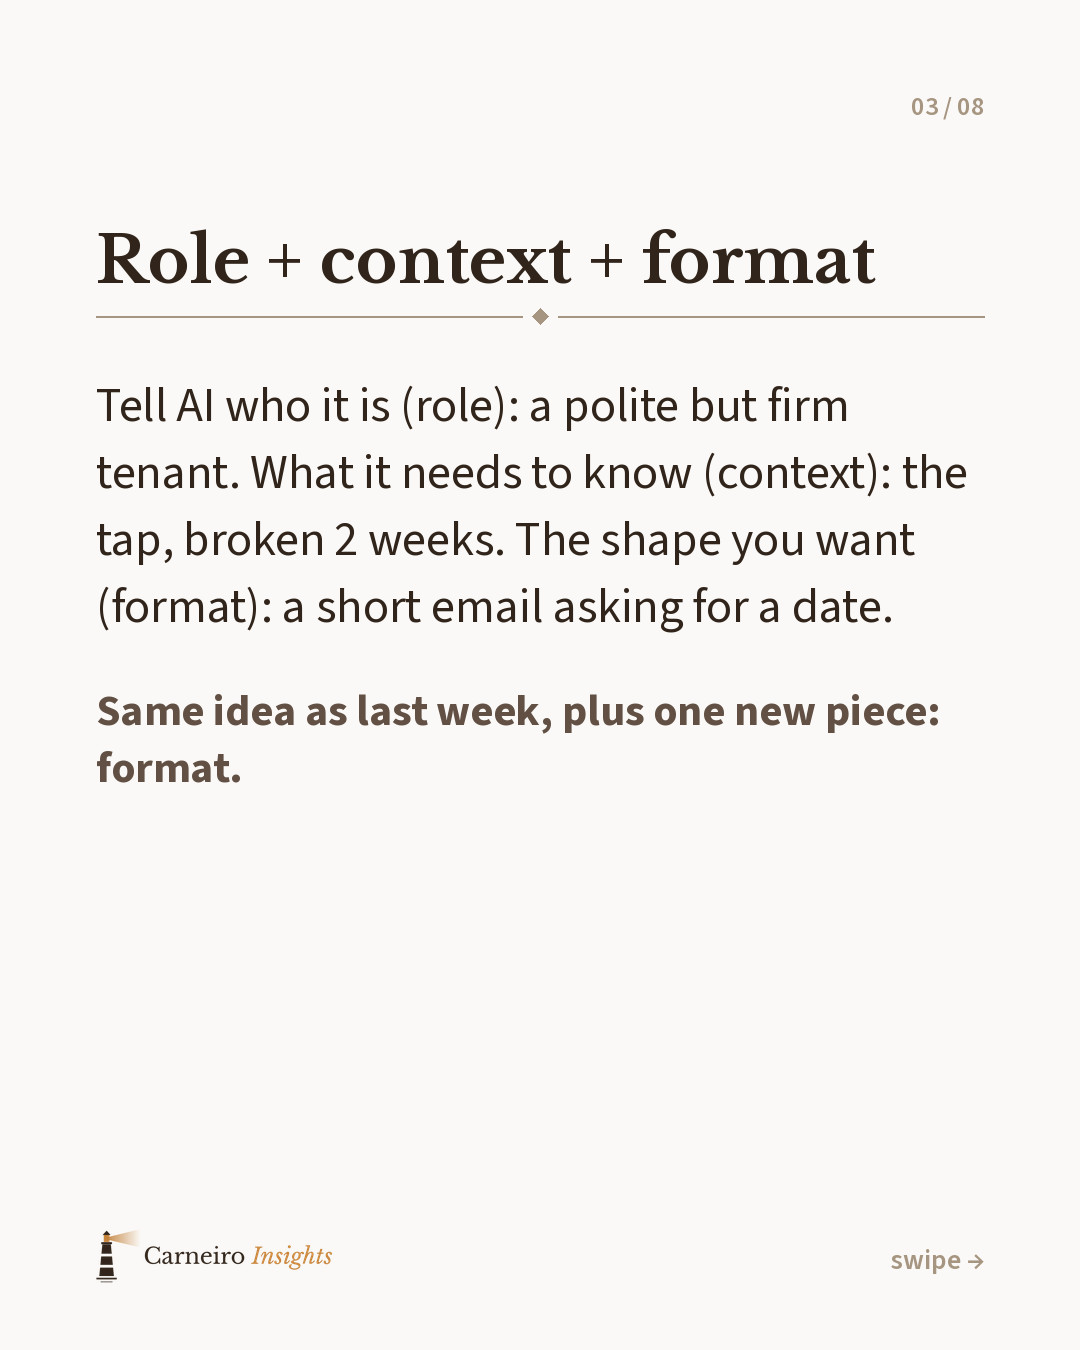 03 / 08
Role + context + format
Tell AI who it is (role): a polite but firm
tenant. What it needs to know (context): the
tap, broken 2 weeks. The shape you want
(format): a short email asking for a date.
Same idea as last week, plus one new piece:
format.
Carneiro Insights
swipe →